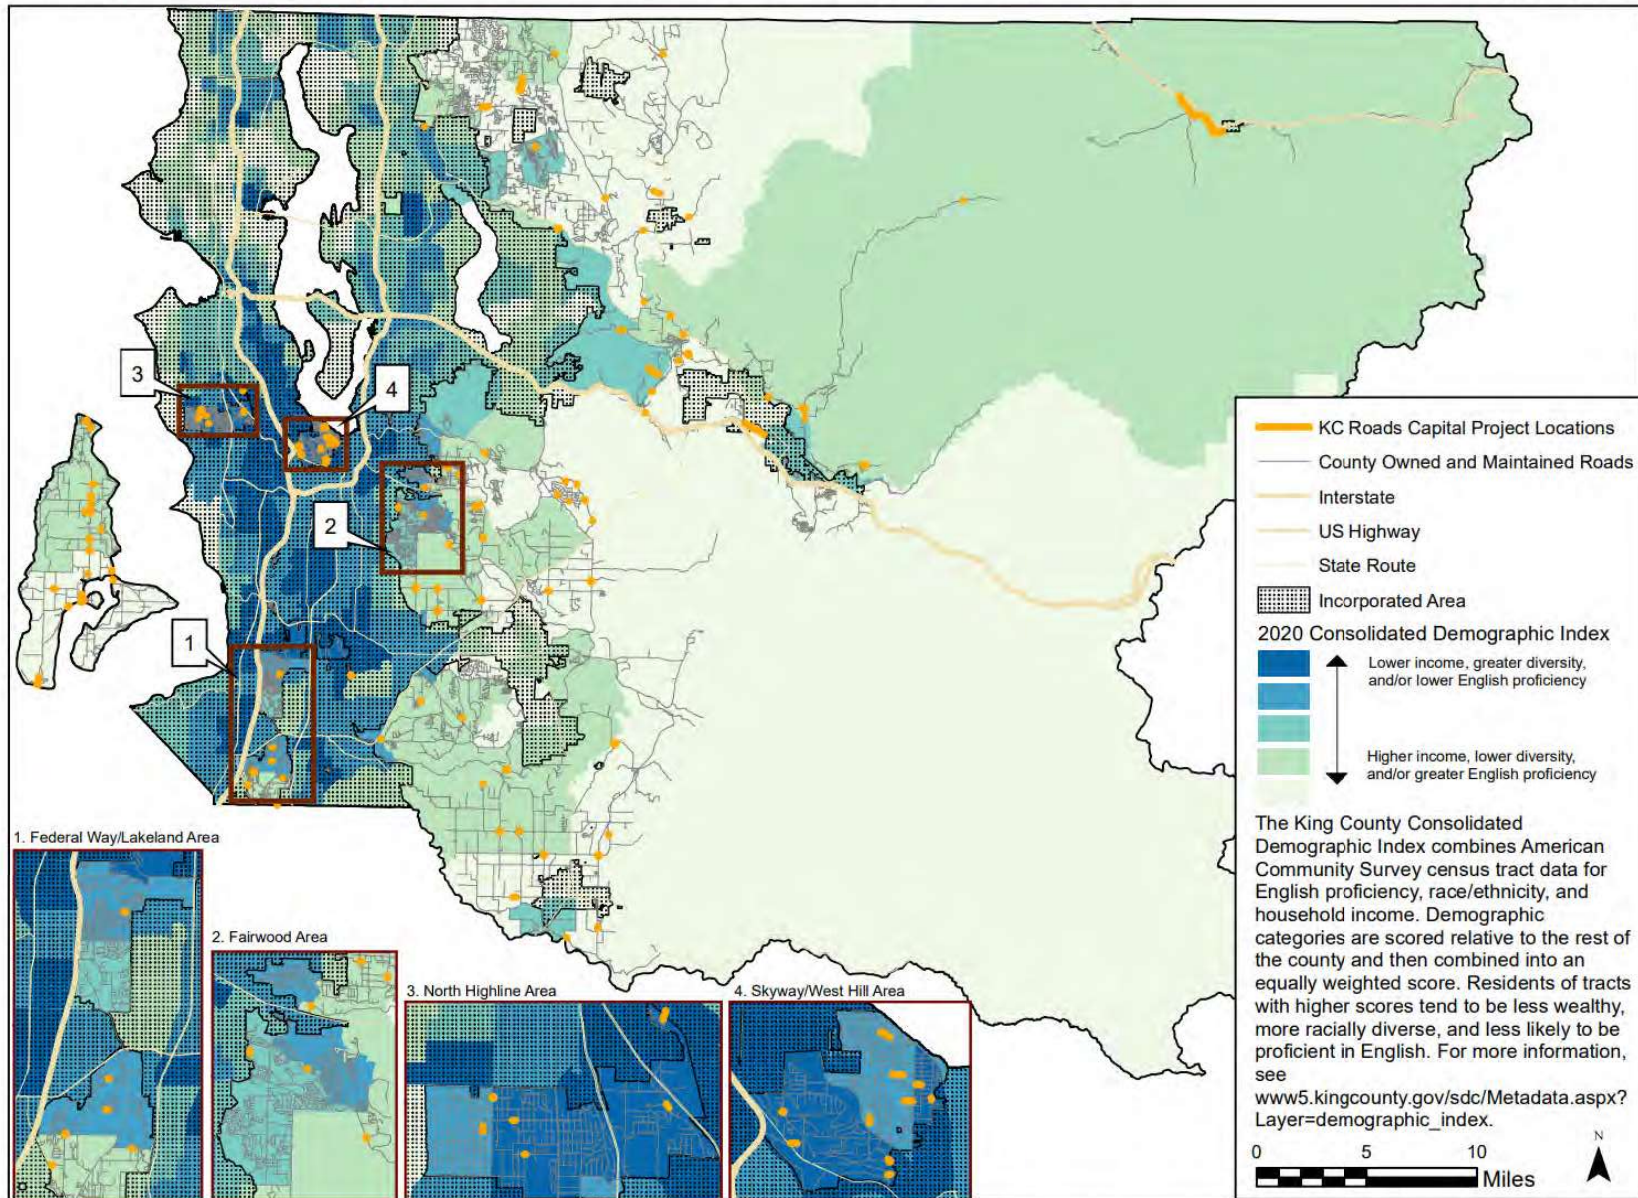 3
4
2
1
KC Roads Capital Project Locations
County Owned and Maintained Roads
Interstate
US Highway
State Route
Incorporated Area
2020 Consolidated Demographic Index
Lower income, greater diversity,
and/or lower English proficiency
Higher income, lower diversity,
and/or greater English proficiency
The King County Consolidated
Demographic Index combines American
Community Survey census tract data for
English proficiency, race/ethnicity, and
household income. Demographic
categories are scored relative to the rest of
the county and then combined into an
equally weighted score. Residents of tracts
with higher scores tend to be less wealthy,
more racially diverse, and less likely to be
proficient in English. For more information,
see
www5.kingcounty.gov/sdc/Metadata.aspx?
Layer=demographic_index.
0 5 10
Miles
N
1. Federal Way/Lakeland Area
2. Fairwood Area
3. North Highline Area
4. Skyway/West Hill Area